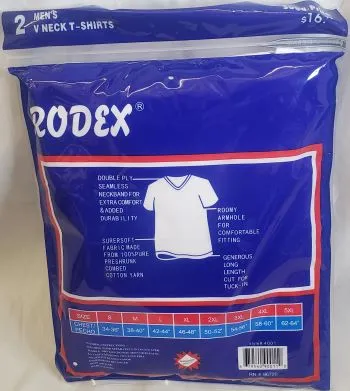 2 MEN'S
V NECK T-SHIRTS
$16.
RODEX®
DOUBLE PLY
SEAMLESS
NECKBAND FOR
EXTRA COMFORT
& ADDED
DURABILITY
ROOMY
ARMHOLE
FOR
COMFORTABLE
FITTING
SUPERSOFT
FABRIC MADE
FROM 100%PURE
PRESHRUNK
COMBED
COTTON YARN
GENEROUS
LONG
LENGTH
CUT FOR
TUCK-IN
SIZE S M L XL 2XL 3XL 4XL 5XL
CHEST/ PECHO 34-36" 38-40" 42-44" 46-48" 50-52" 54-56" 58-60" 62-64"